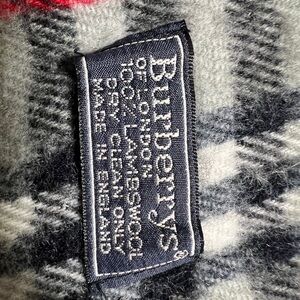 Burberrys®
OF LONDON
100% LAMBSWOOL
DRY CLEAN ONLY
MADE IN ENGLAND